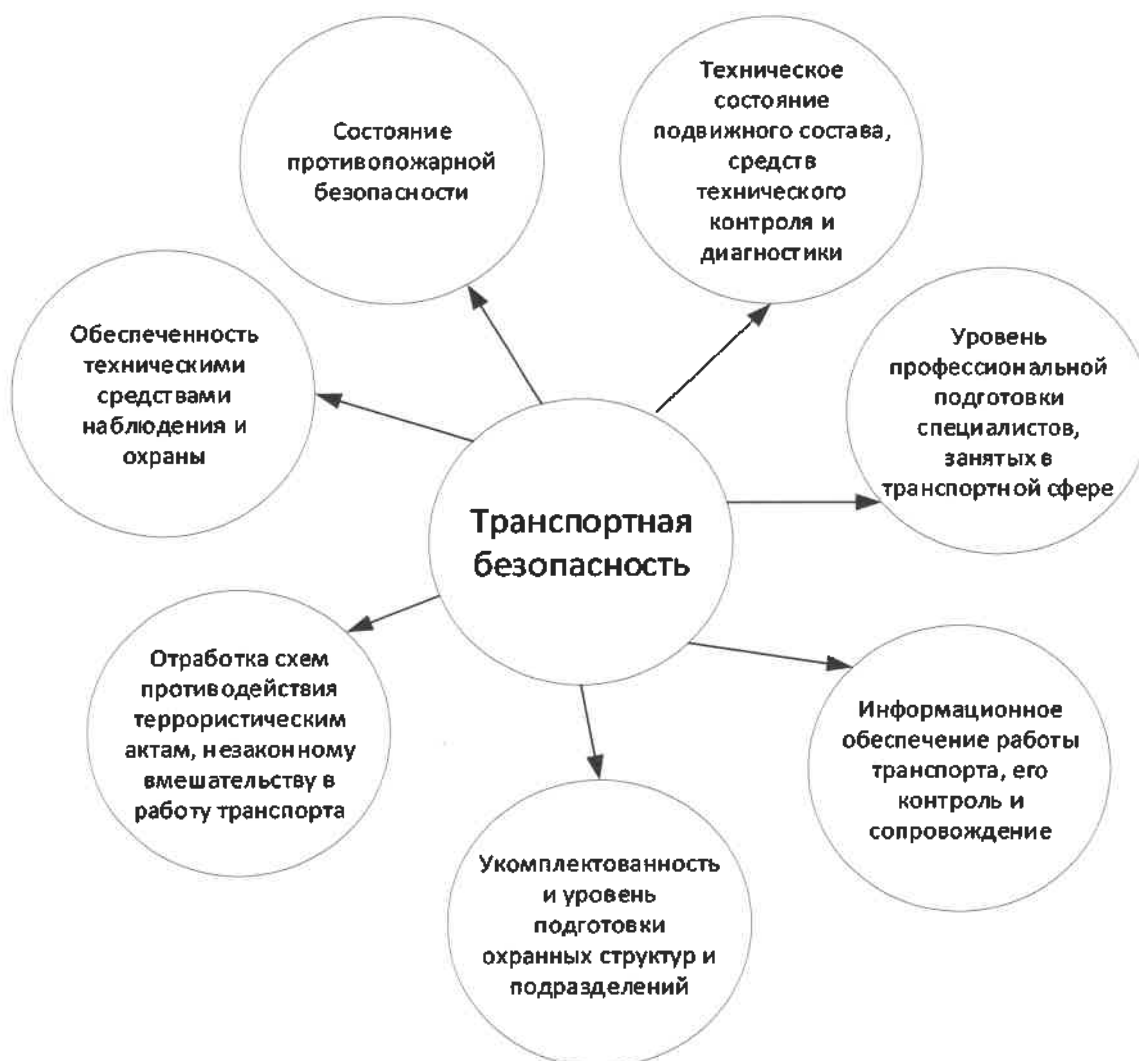 Техническое
состояние
подвижного состава,
средств
технического
контроля и
диагностики
Состояние
противопожарной
безопасности
Обеспеченность
техническими
средствами
наблюдения и
охраны
Уровень
профессиональной
подготовки
специалистов,
занятых в
транспортной сфере
Транспортная
безопасность
Отработка схем
противодействия
террористическим
актам, незаконному
вмешательству в
работу транспорта
Информационное
обеспечение работы
транспорта, его
контроль и
сопровождение
Укомплектованность
и уровень
подготовки
охранных структур и
подразделений